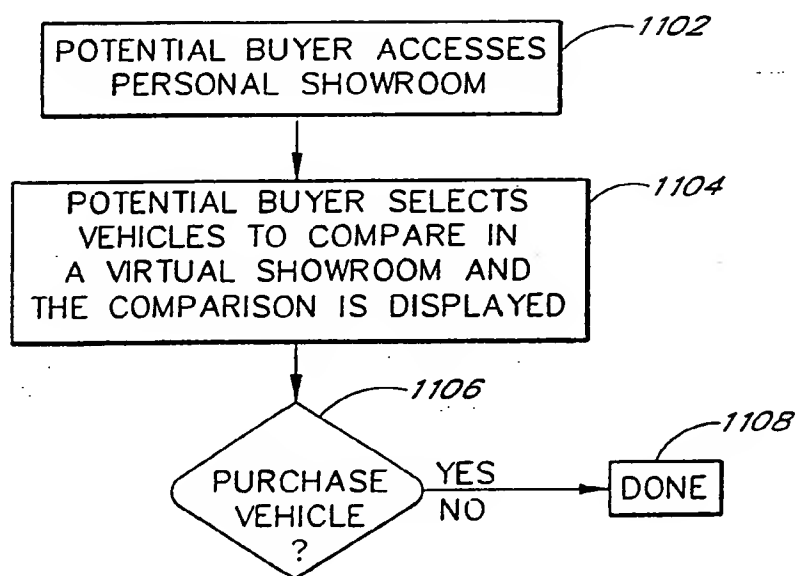 1102
POTENTIAL BUYER ACCESSES
PERSONAL SHOWROOM
1104
POTENTIAL BUYER SELECTS
VEHICLES TO COMPARE IN
A VIRTUAL SHOWROOM AND
THE COMPARISON IS DISPLAYED
1106
PURCHASE
VEHICLE
?
YES
NO
1108
DONE